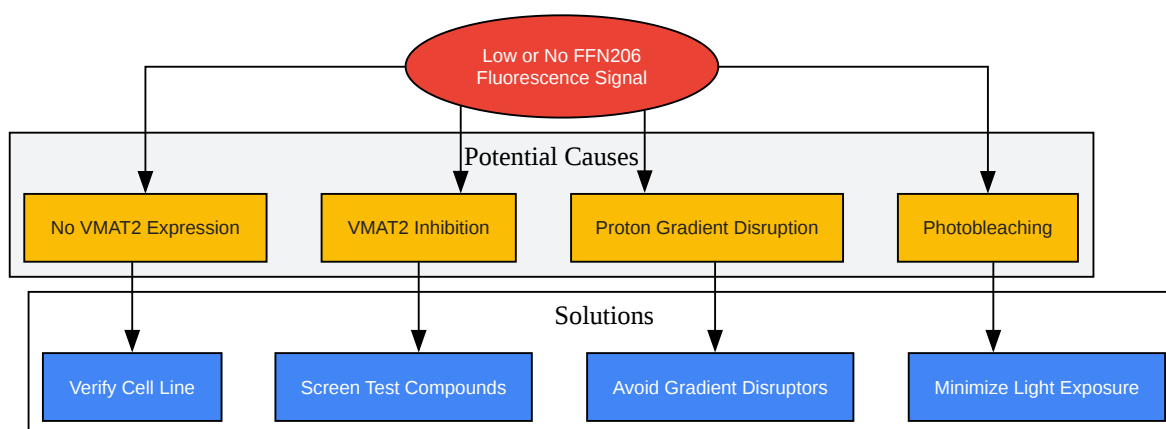 Low or No FFN206
Fluorescence Signal
Potential Causes
No VMAT2 Expression
VMAT2 Inhibition
Proton Gradient Disruption
Photobleaching
Solutions
Verify Cell Line
Screen Test Compounds
Avoid Gradient Disruptors
Minimize Light Exposure